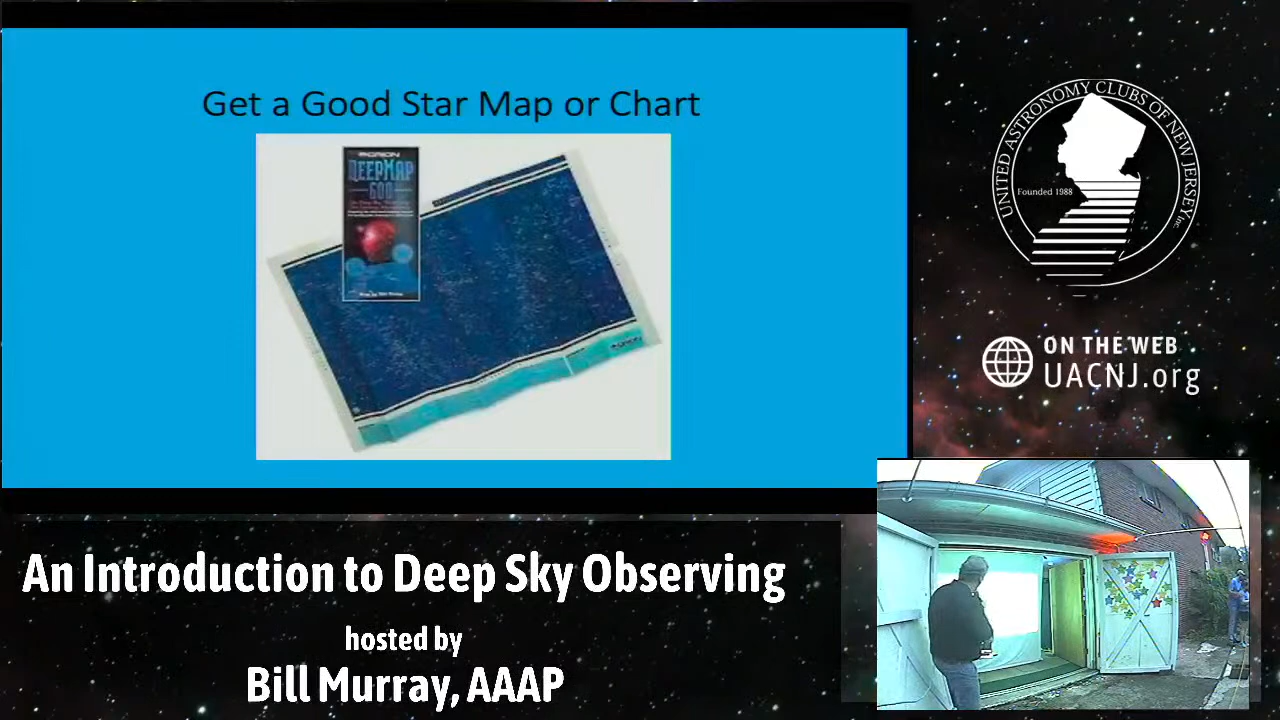 Get a Good Star Map or Chart
ORION
DEEPMAP
600
UNITED ASTRONOMY CLUBS OF NEW JERSEY Inc.
Founded 1988
ON THE WEB
UACNJ.org
An Introduction to Deep Sky Observing
hosted by
Bill Murray, AAAP